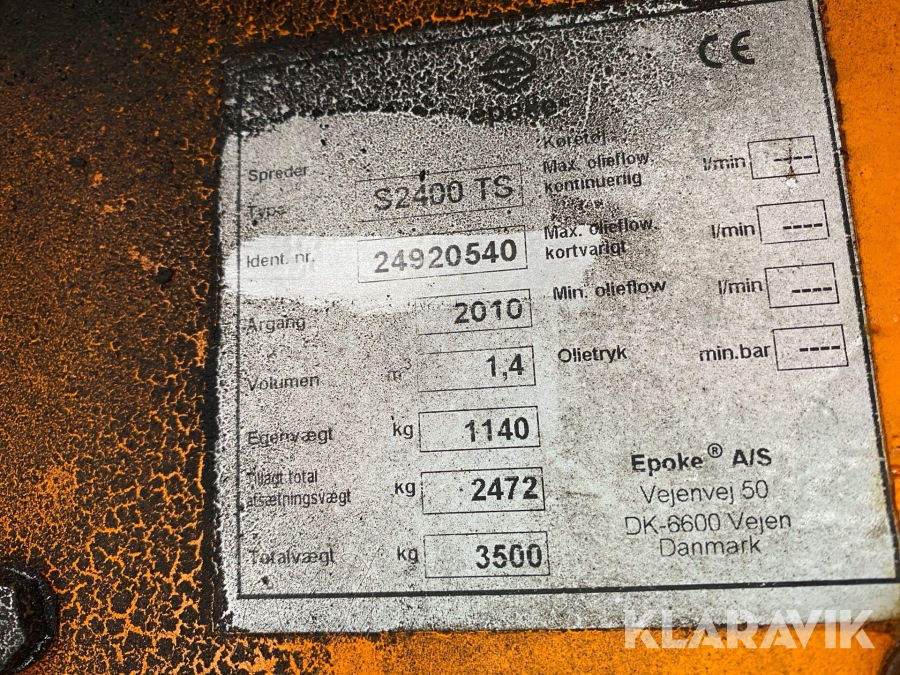 CE
epoke®
Spreder
Type S2400 TS
Ident. nr. 24920540
Årgang 2010
Volumen m³ 1,4
Egenvægt kg 1140
Tilladt total
afsætningsvægt kg 2472
Totalvægt kg 3500
Køretøj
Max. olieflow
kontinuerlig l/min ----
Max. olieflow
kortvarigt l/min ----
Min. olieflow l/min ----
Olietryk min.bar ----
Epoke® A/S
Vejenvej 50
DK-6600 Vejen
Danmark
KLARAVIK